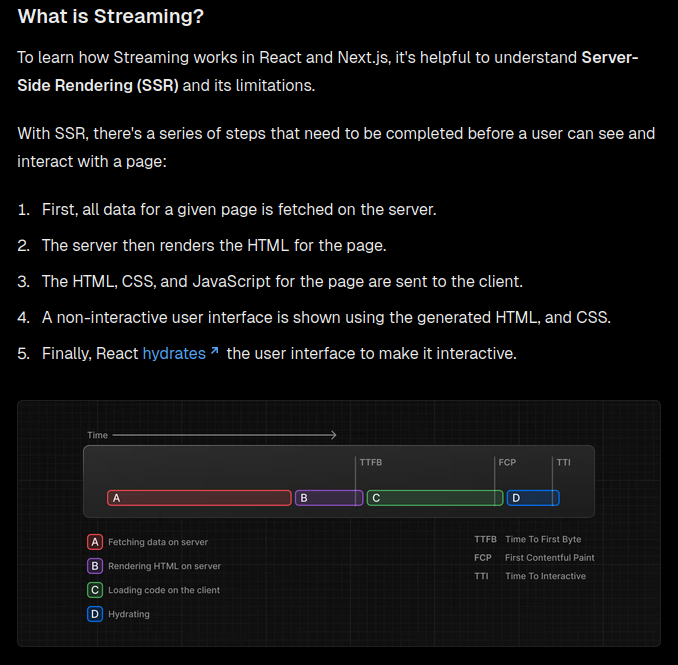 What is Streaming?
To learn how Streaming works in React and Next.js, it's helpful to understand Server-
Side Rendering (SSR) and its limitations.
With SSR, there's a series of steps that need to be completed before a user can see and
interact with a page:
1. First, all data for a given page is fetched on the server.
2. The server then renders the HTML for the page.
3. The HTML, CSS, and JavaScript for the page are sent to the client.
4. A non-interactive user interface is shown using the generated HTML, and CSS.
5. Finally, React hydrates ↗ the user interface to make it interactive.
Time
TTFB FCP TTI
A B C D
A Fetching data on server
B Rendering HTML on server
C Loading code on the client
D Hydrating
TTFB Time To First Byte
FCP First Contentful Paint
TTI Time To Interactive